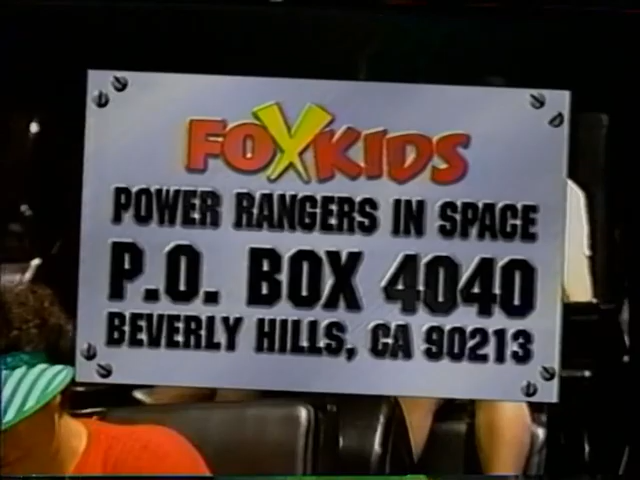 FOXKIDS
POWER RANGERS IN SPACE
P.O. BOX 4040
BEVERLY HILLS, CA 90213